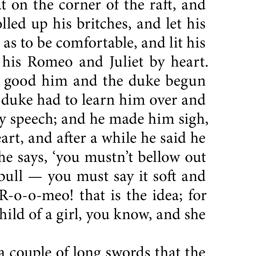 t on the corner of the raft, and
olled up his britches, and let his
as to be comfortable, and lit his
his Romeo and Juliet by heart.
good him and the duke begun
duke had to learn him over and
y speech; and he made him sigh,
eart, and after a while he said he
he says, ‘you mustn’t bellow out
bull — you must say it soft and
R-o-o-meo! that is the idea; for
hild of a girl, you know, and she
a couple of long swords that the